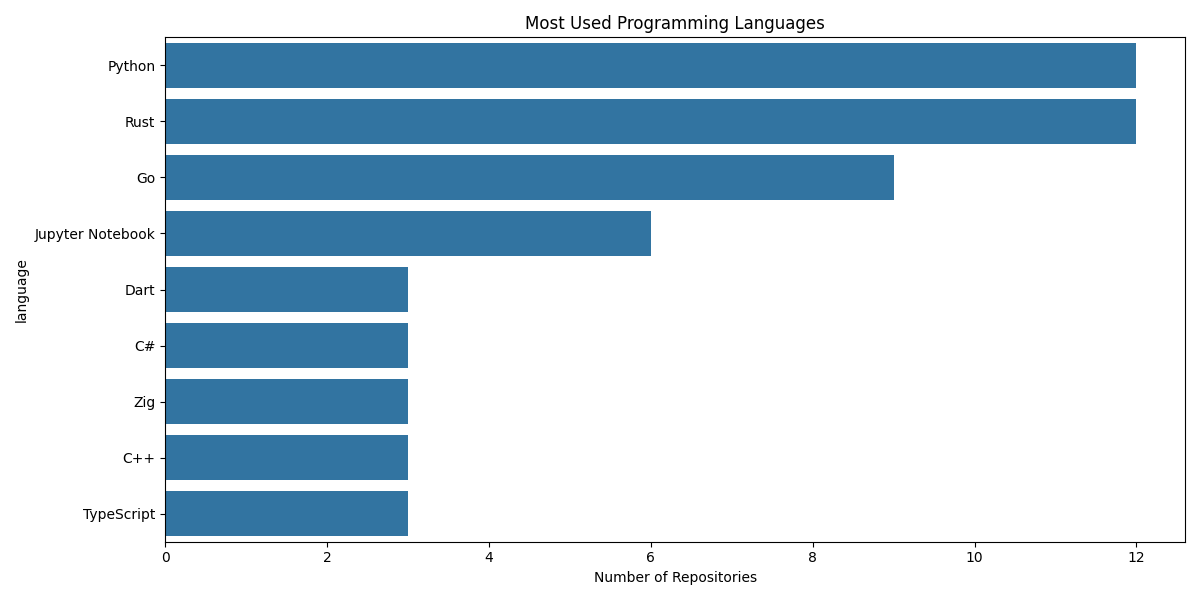 Most Used Programming Languages
language
Python
Rust
Go
Jupyter Notebook
Dart
C#
Zig
C++
TypeScript
0 2 4 6 8 10 12
Number of Repositories